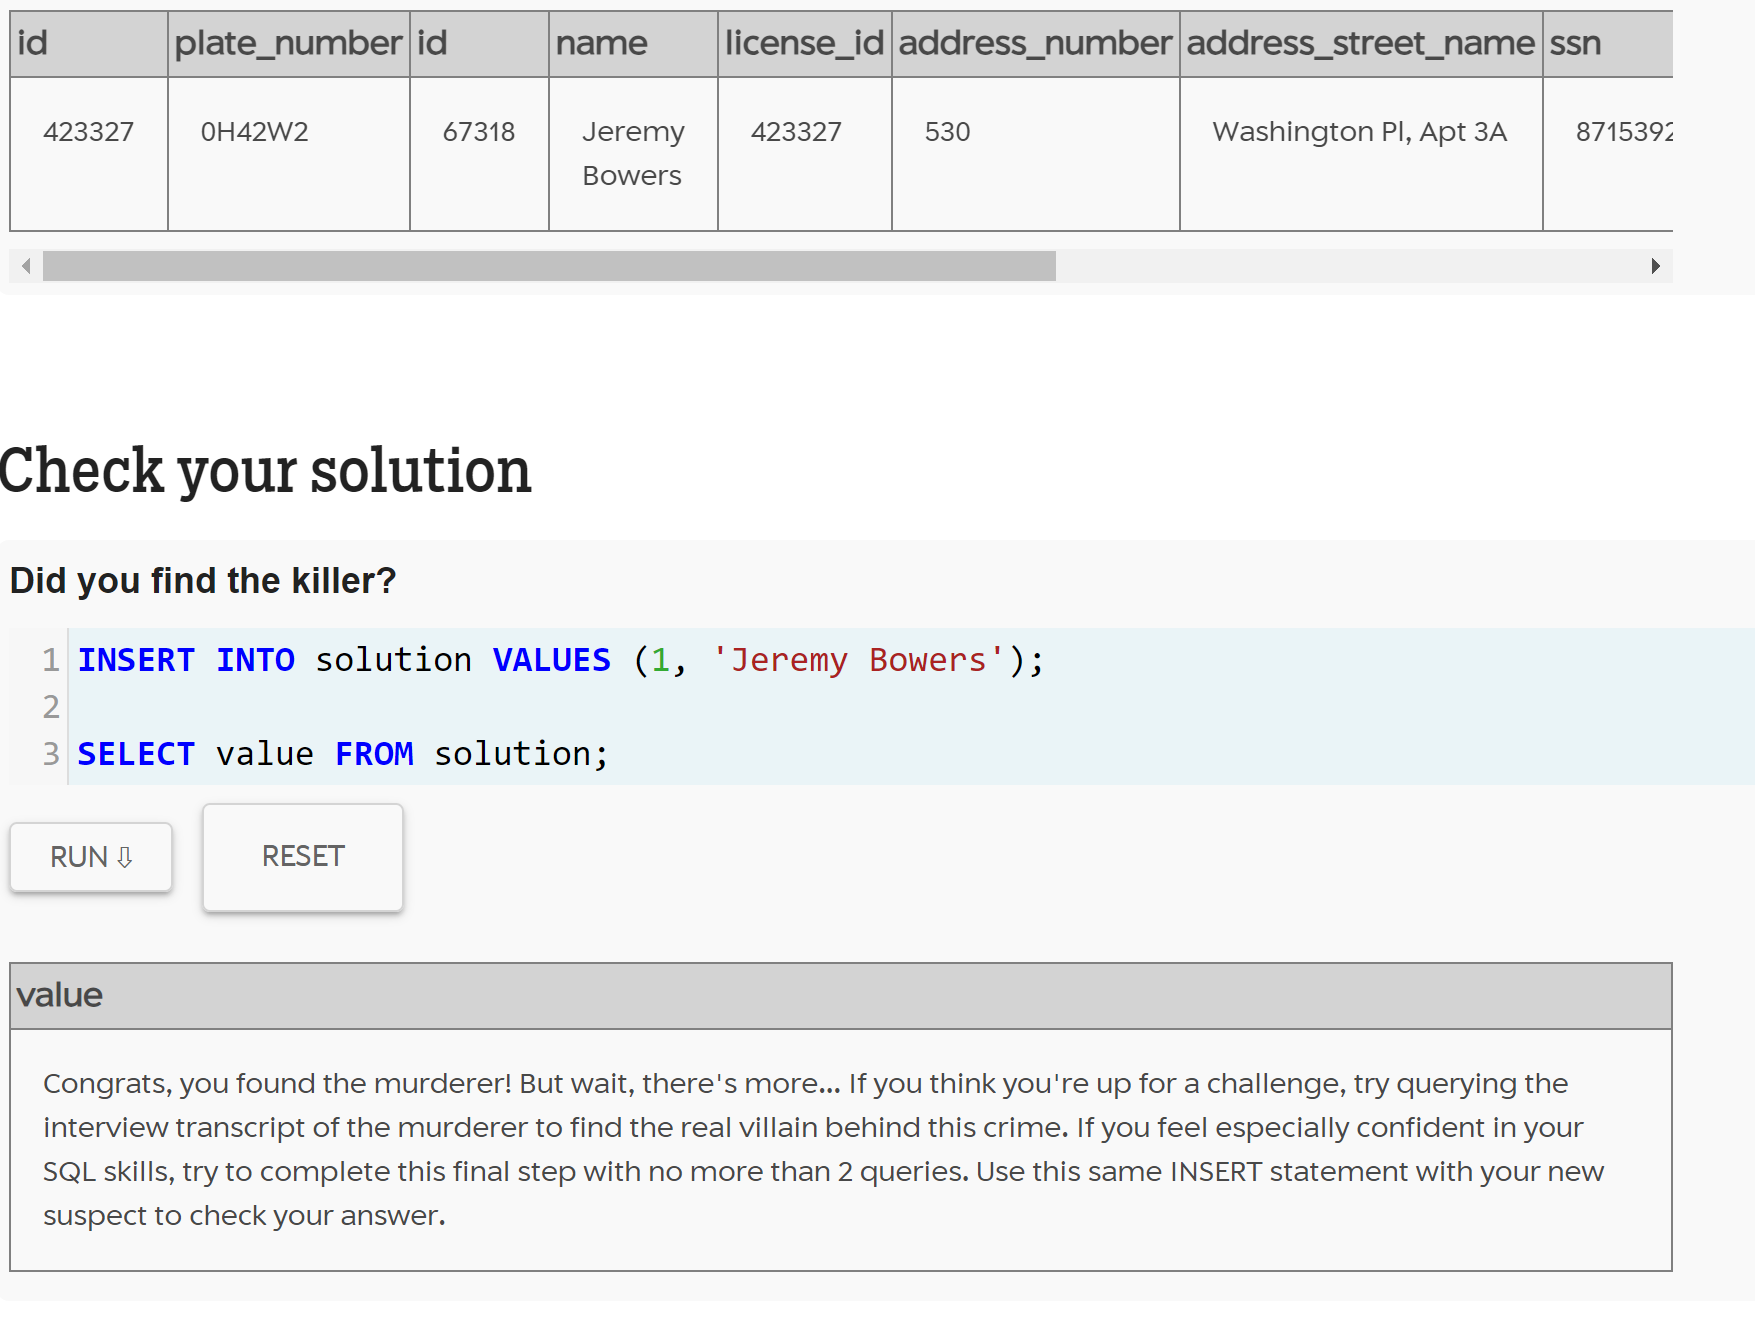 id plate_number id name license_id address_number address_street_name ssn
423327 0H42W2 67318 Jeremy 423327 530 Washington Pl, Apt 3A 8715392
Bowers
Check your solution
Did you find the killer?
1 INSERT INTO solution VALUES (1, 'Jeremy Bowers');
2
3 SELECT value FROM solution;
RUN ⇩ RESET
value
Congrats, you found the murderer! But wait, there's more... If you think you're up for a challenge, try querying the
interview transcript of the murderer to find the real villain behind this crime. If you feel especially confident in your
SQL skills, try to complete this final step with no more than 2 queries. Use this same INSERT statement with your new
suspect to check your answer.